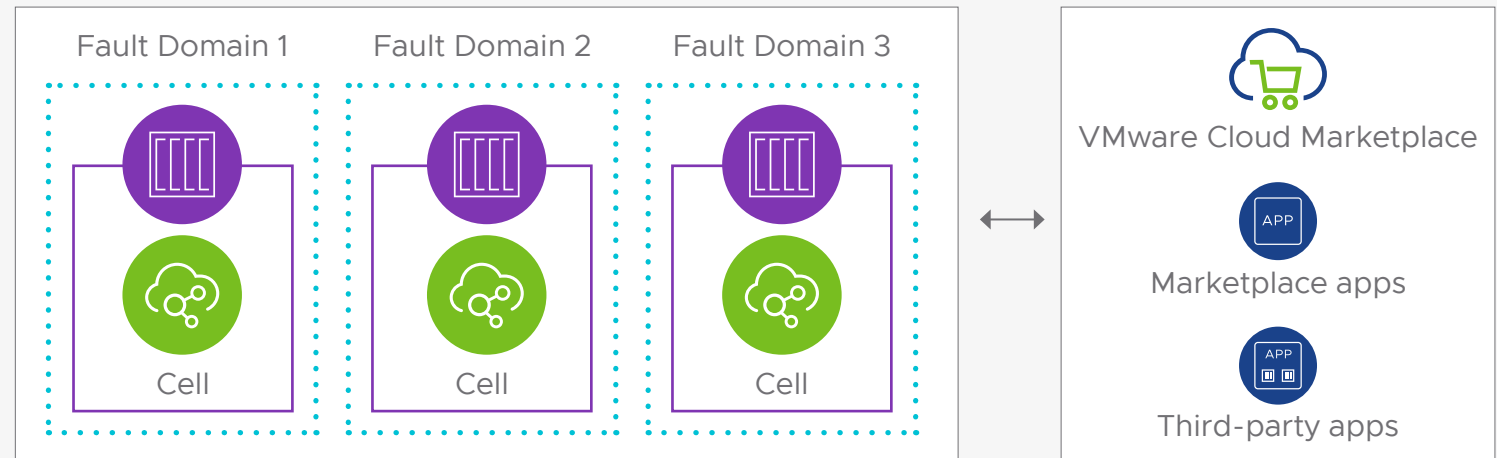 Fault Domain 1
Fault Domain 2
Fault Domain 3
Cell
Cell
Cell
VMware Cloud Marketplace
APP
Marketplace apps
APP
Third-party apps